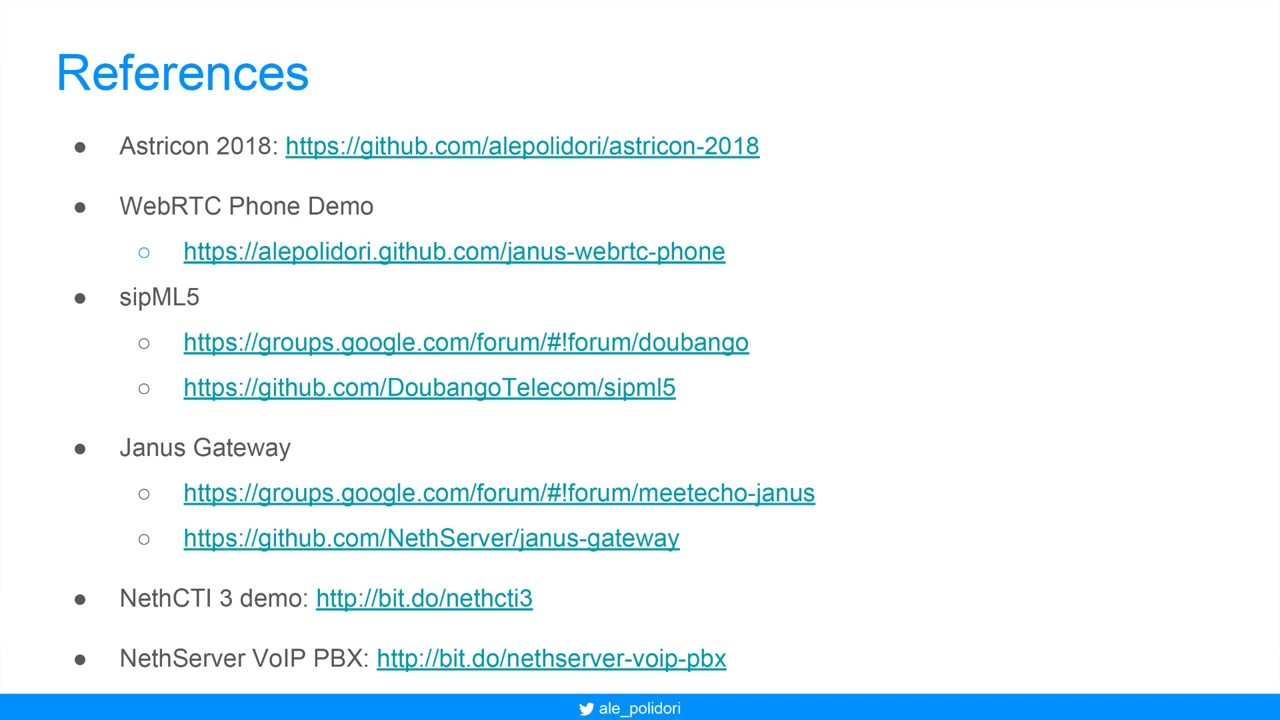 References
● Astricon 2018: https://github.com/alepolidori/astricon-2018
● WebRTC Phone Demo
○ https://alepolidori.github.com/janus-webrtc-phone
● sipML5
○ https://groups.google.com/forum/#!forum/doubango
○ https://github.com/DoubangoTelecom/sipml5
● Janus Gateway
○ https://groups.google.com/forum/#!forum/meetecho-janus
○ https://github.com/NethServer/janus-gateway
● NethCTI 3 demo: http://bit.do/nethcti3
● NethServer VoIP PBX: http://bit.do/nethserver-voip-pbx
ale_polidori